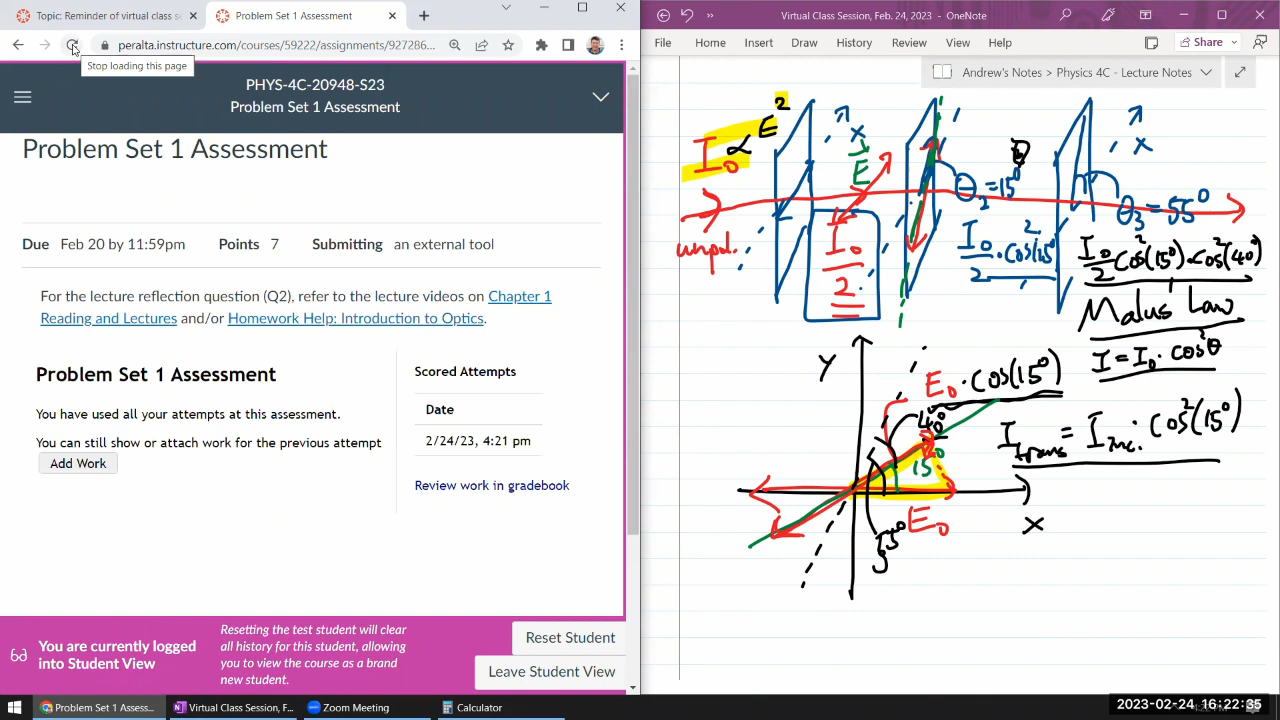 Topic: Reminder of virtual class s
Problem Set 1 Assessment
peralta.instructure.com/courses/59222/assignments/927286...
Stop loading this page
PHYS-4C-20948-S23
Problem Set 1 Assessment
Problem Set 1 Assessment
Due Feb 20 by 11:59pm Points 7 Submitting an external tool
For the lecture reflection question (Q2), refer to the lecture videos on Chapter 1
Reading and Lectures and/or Homework Help: Introduction to Optics.
Problem Set 1 Assessment
You have used all your attempts at this assessment.
You can still show or attach work for the previous attempt
Add Work
Scored Attempts
Date
2/24/23, 4:21 pm
Review work in gradebook
You are currently logged
into Student View
Resetting the test student will clear
all history for this student, allowing
you to view the course as a brand
new student.
Reset Student
Leave Student View
Virtual Class Session, Feb. 24, 2023 - OneNote
File Home Insert Draw History Review View Help
Share
Andrew's Notes > Physics 4C - Lecture Notes
I₀ ∝ E²
unpol.
x
E
I₀/2
θ₂ = 15°
I₀/2 · cos²(15°)
x
θ₃ = 55°
I₀/2 cos²(15°) · cos²(40°)
Malus Law
I = I₀ · cos²θ
y
E₀ · cos(15°)
40°
15°
I trans = I inc. · cos²(15°)
E₀
55°
x
Problem Set 1 Assess...
Virtual Class Session, F...
Zoom Meeting
Calculator
2023-02-24 16:22:35